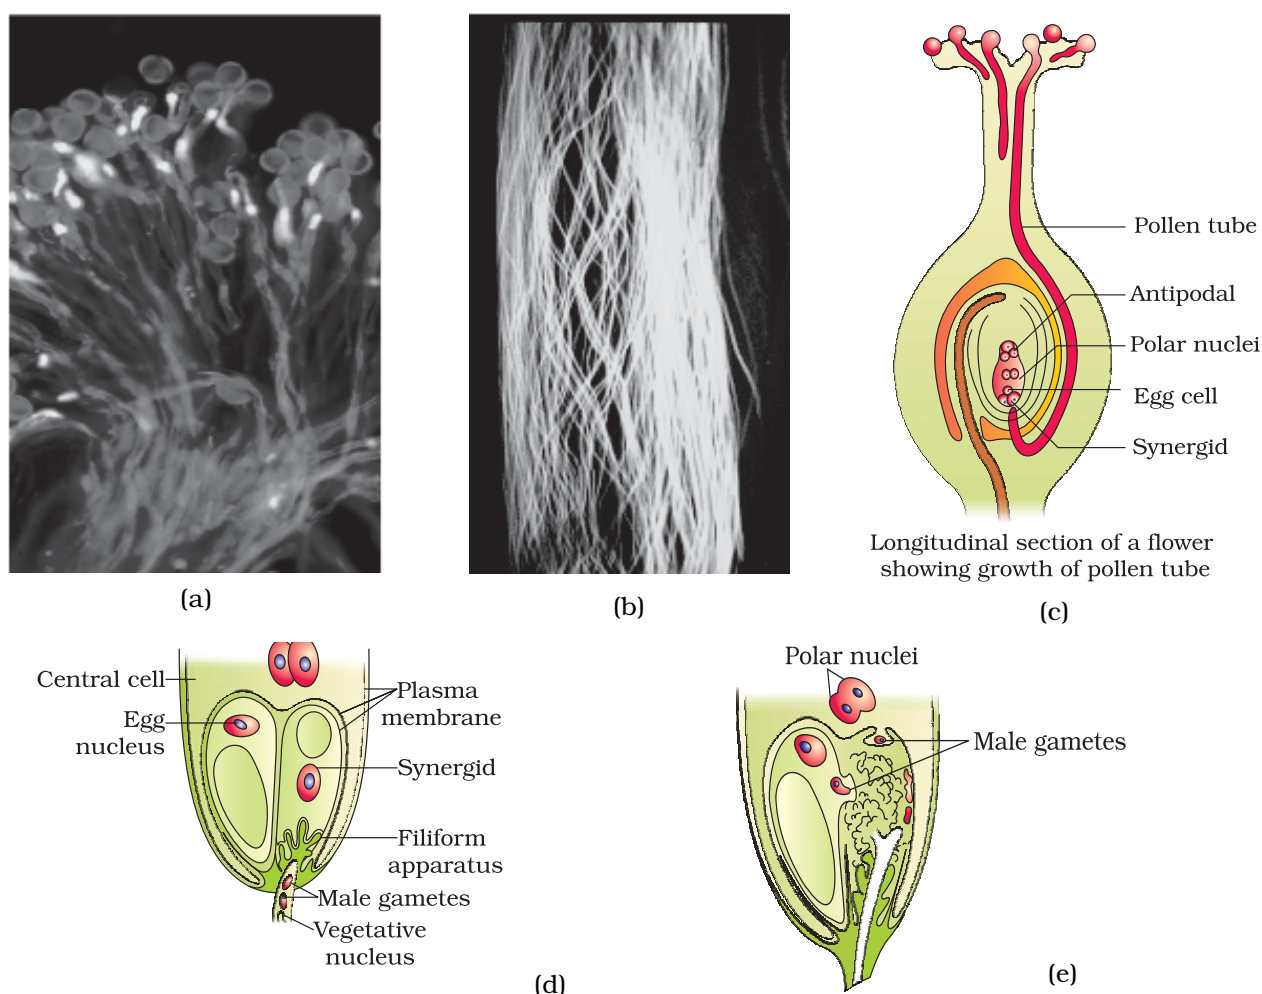 Pollen tube
Antipodal
Polar nuclei
Egg cell
Synergid
Longitudinal section of a flower
showing growth of pollen tube
(a)
(b)
(c)
Central cell
Egg
nucleus
Plasma
membrane
Synergid
Filiform
apparatus
Male gametes
Vegetative
nucleus
(d)
Polar nuclei
Male gametes
(e)